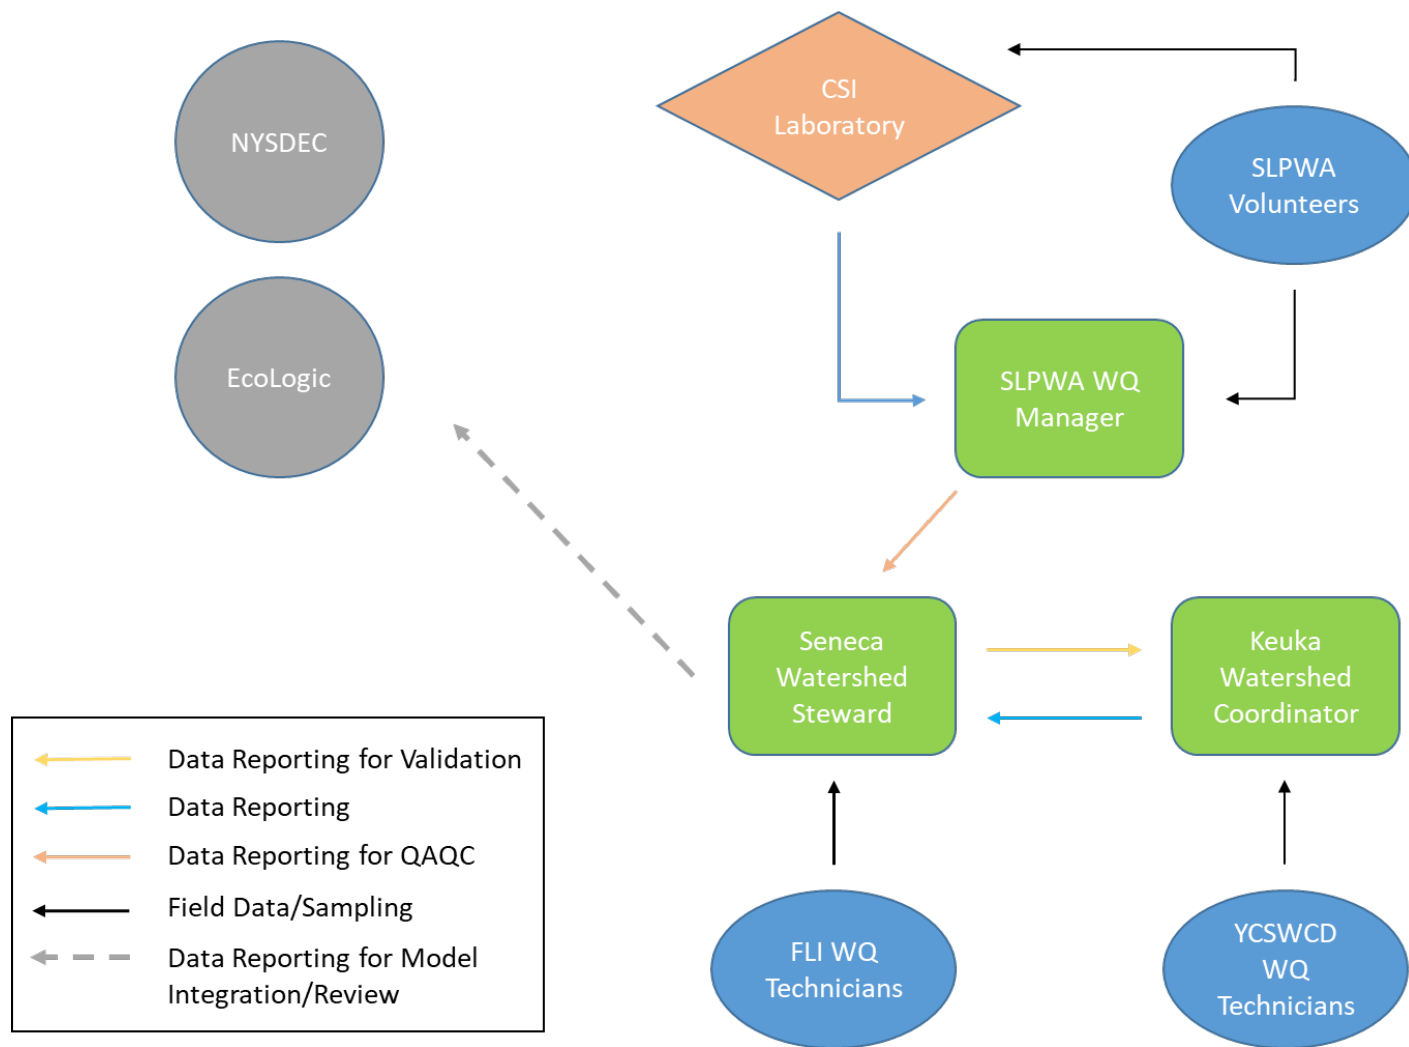 NYSDEC
EcoLogic
CSI
Laboratory
SLPWA
Volunteers
SLPWA WQ
Manager
Seneca
Watershed
Steward
Keuka
Watershed
Coordinator
FLI WQ
Technicians
YCSWCD
WQ
Technicians
Data Reporting for Validation
Data Reporting
Data Reporting for QAQC
Field Data/Sampling
Data Reporting for Model
Integration/Review